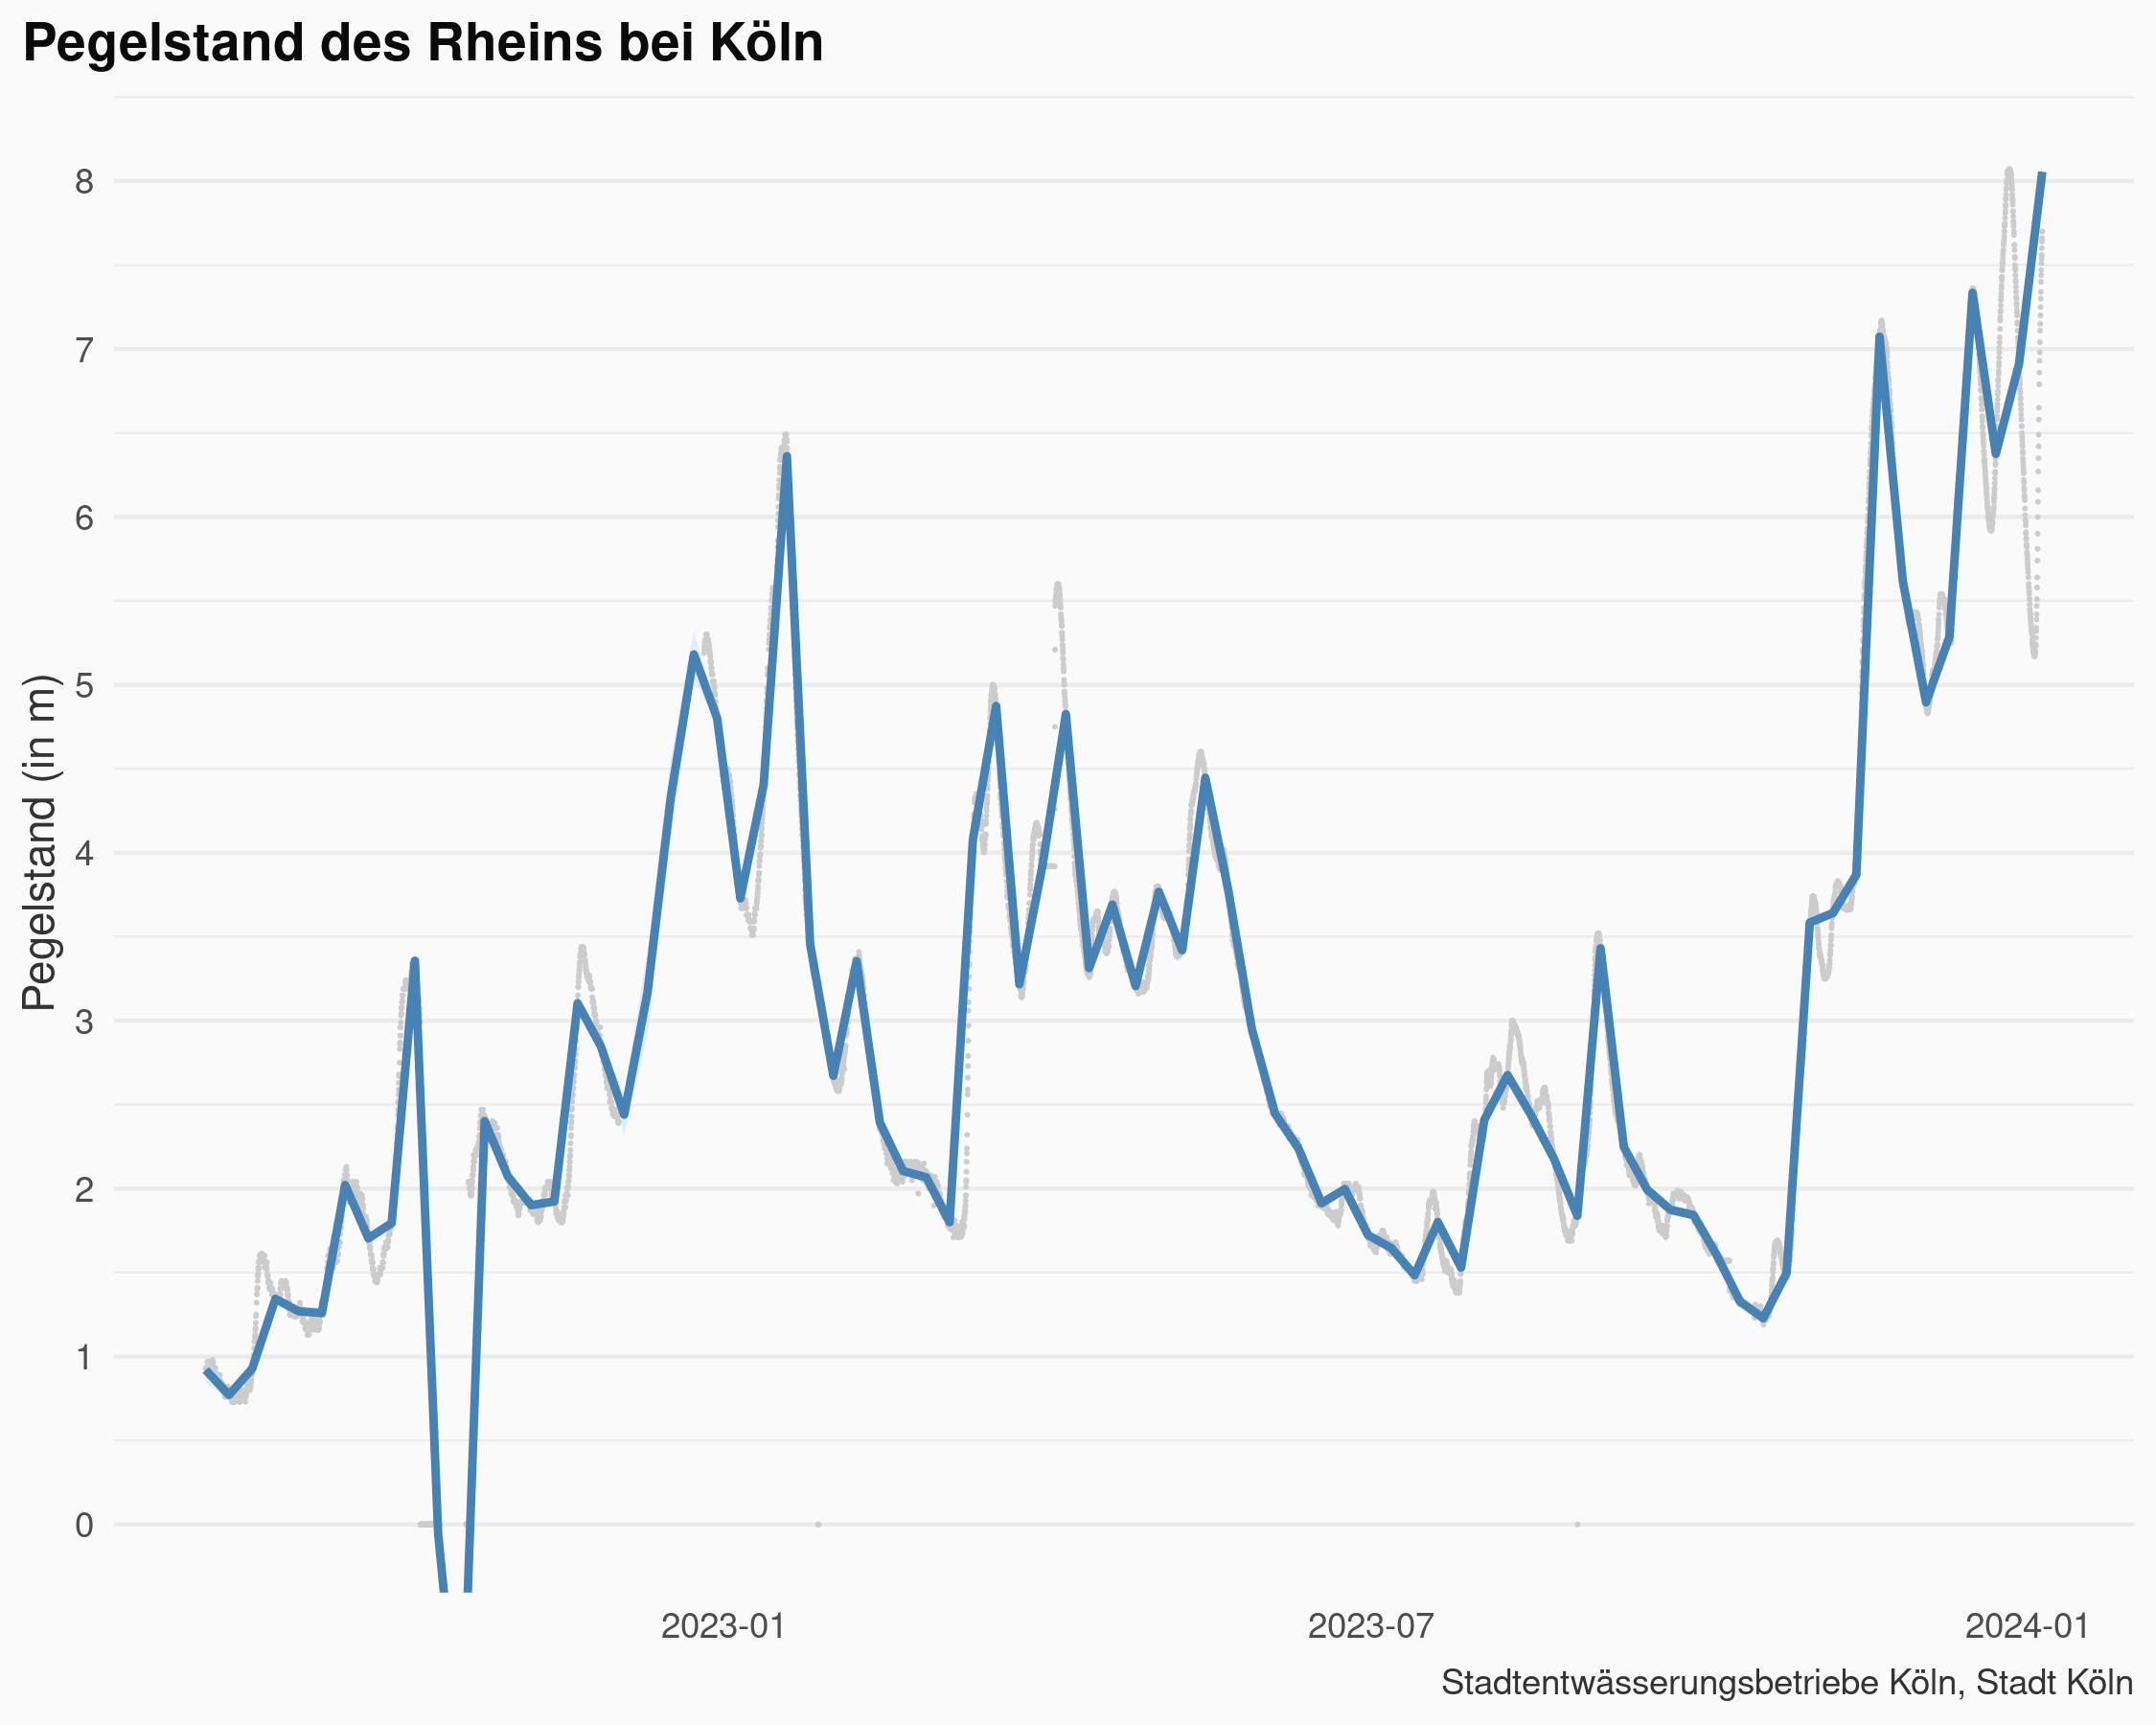 Pegelstand des Rheins bei Köln
Pegelstand (in m)
8
7
6
5
4
3
2
1
0
2023-01 2023-07 2024-01
Stadtentwässerungsbetriebe Köln, Stadt Köln